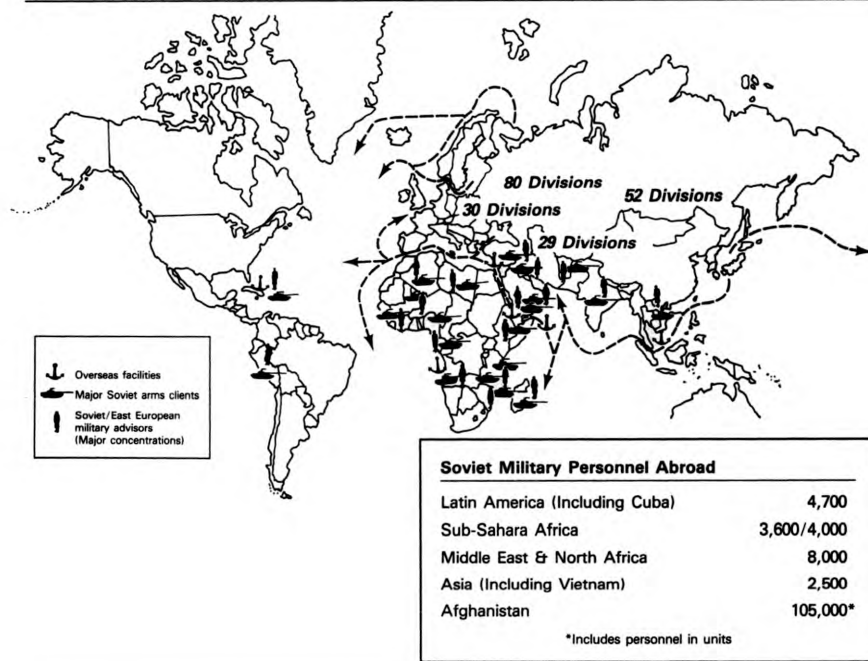 80 Divisions
52 Divisions
30 Divisions
29 Divisions
Overseas facilities
Major Soviet arms clients
Soviet/East European
military advisors
(Major concentrations)
Soviet Military Personnel Abroad
Latin America (Including Cuba) 4,700
Sub-Sahara Africa 3,600/4,000
Middle East & North Africa 8,000
Asia (Including Vietnam) 2,500
Afghanistan 105,000*
*Includes personnel in units